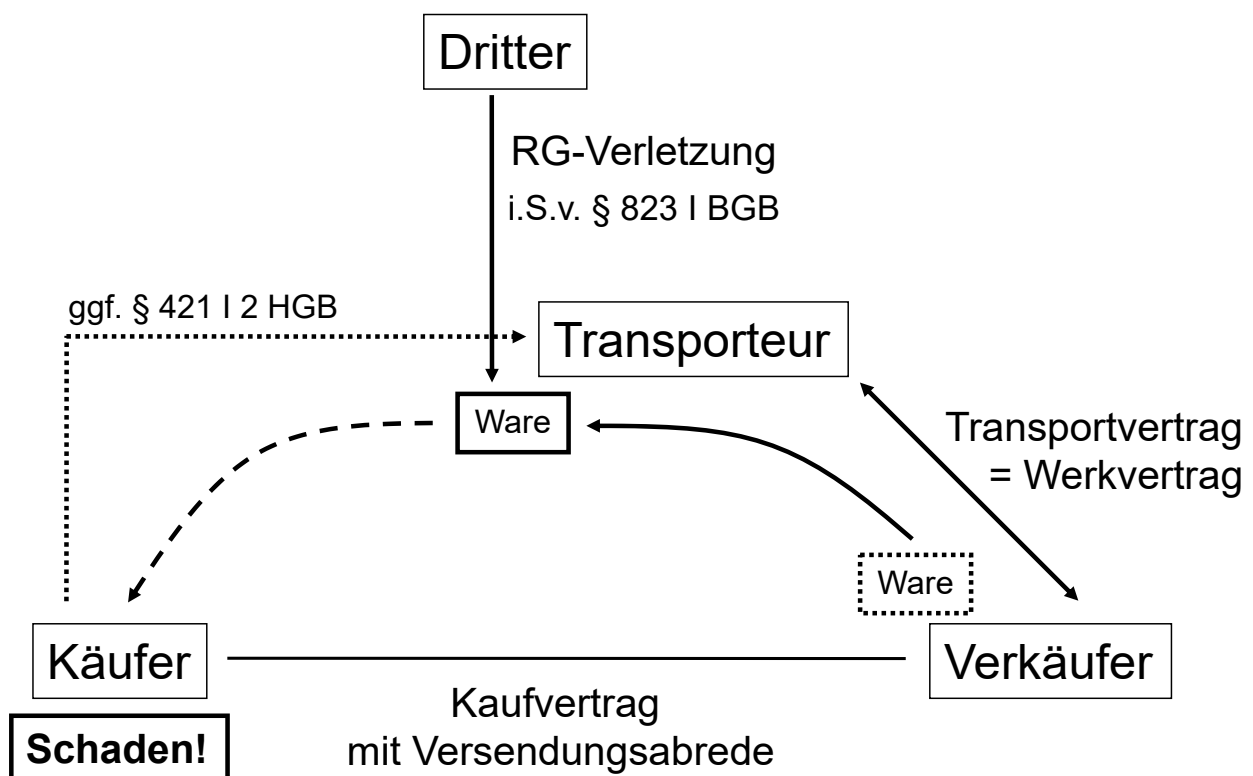 Dritter
RG-Verletzung
i.S.v. § 823 I BGB
ggf. § 421 I 2 HGB
Transporteur
Ware
Transportvertrag
= Werkvertrag
Ware
Käufer
Verkäufer
Kaufvertrag
mit Versendungsabrede
Schaden!